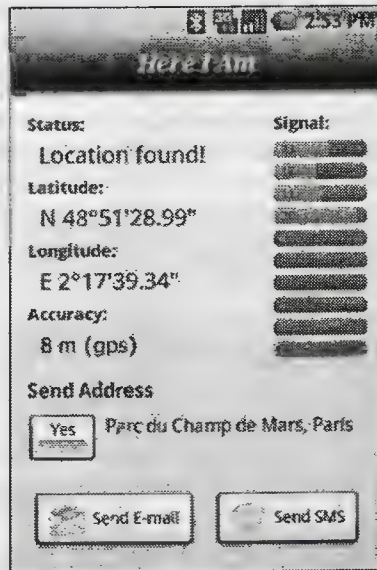 2:53 PM
Here I Am
Status:
Location found!
Latitude:
N 48°51'28.99"
Longitude:
E 2°17'39.34"
Accuracy:
8 m (gps)
Signal:
Send Address
Yes
Parc du Champ de Mars, Paris
Send E-mail
Send SMS